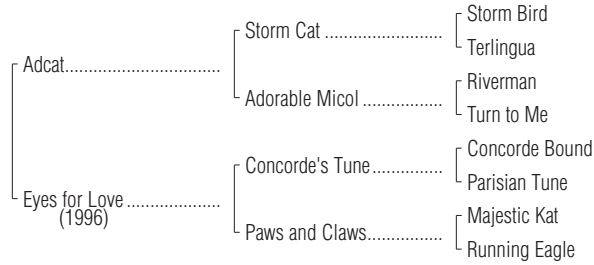 Storm Bird
Storm Cat ........................
Terlingua
Adcat................................
Riverman
Adorable Micol ................
Turn to Me
Concorde Bound
Concorde's Tune..............
Parisian Tune
Eyes for Love ...................
(1996)
Majestic Kat
Paws and Claws...............
Running Eagle